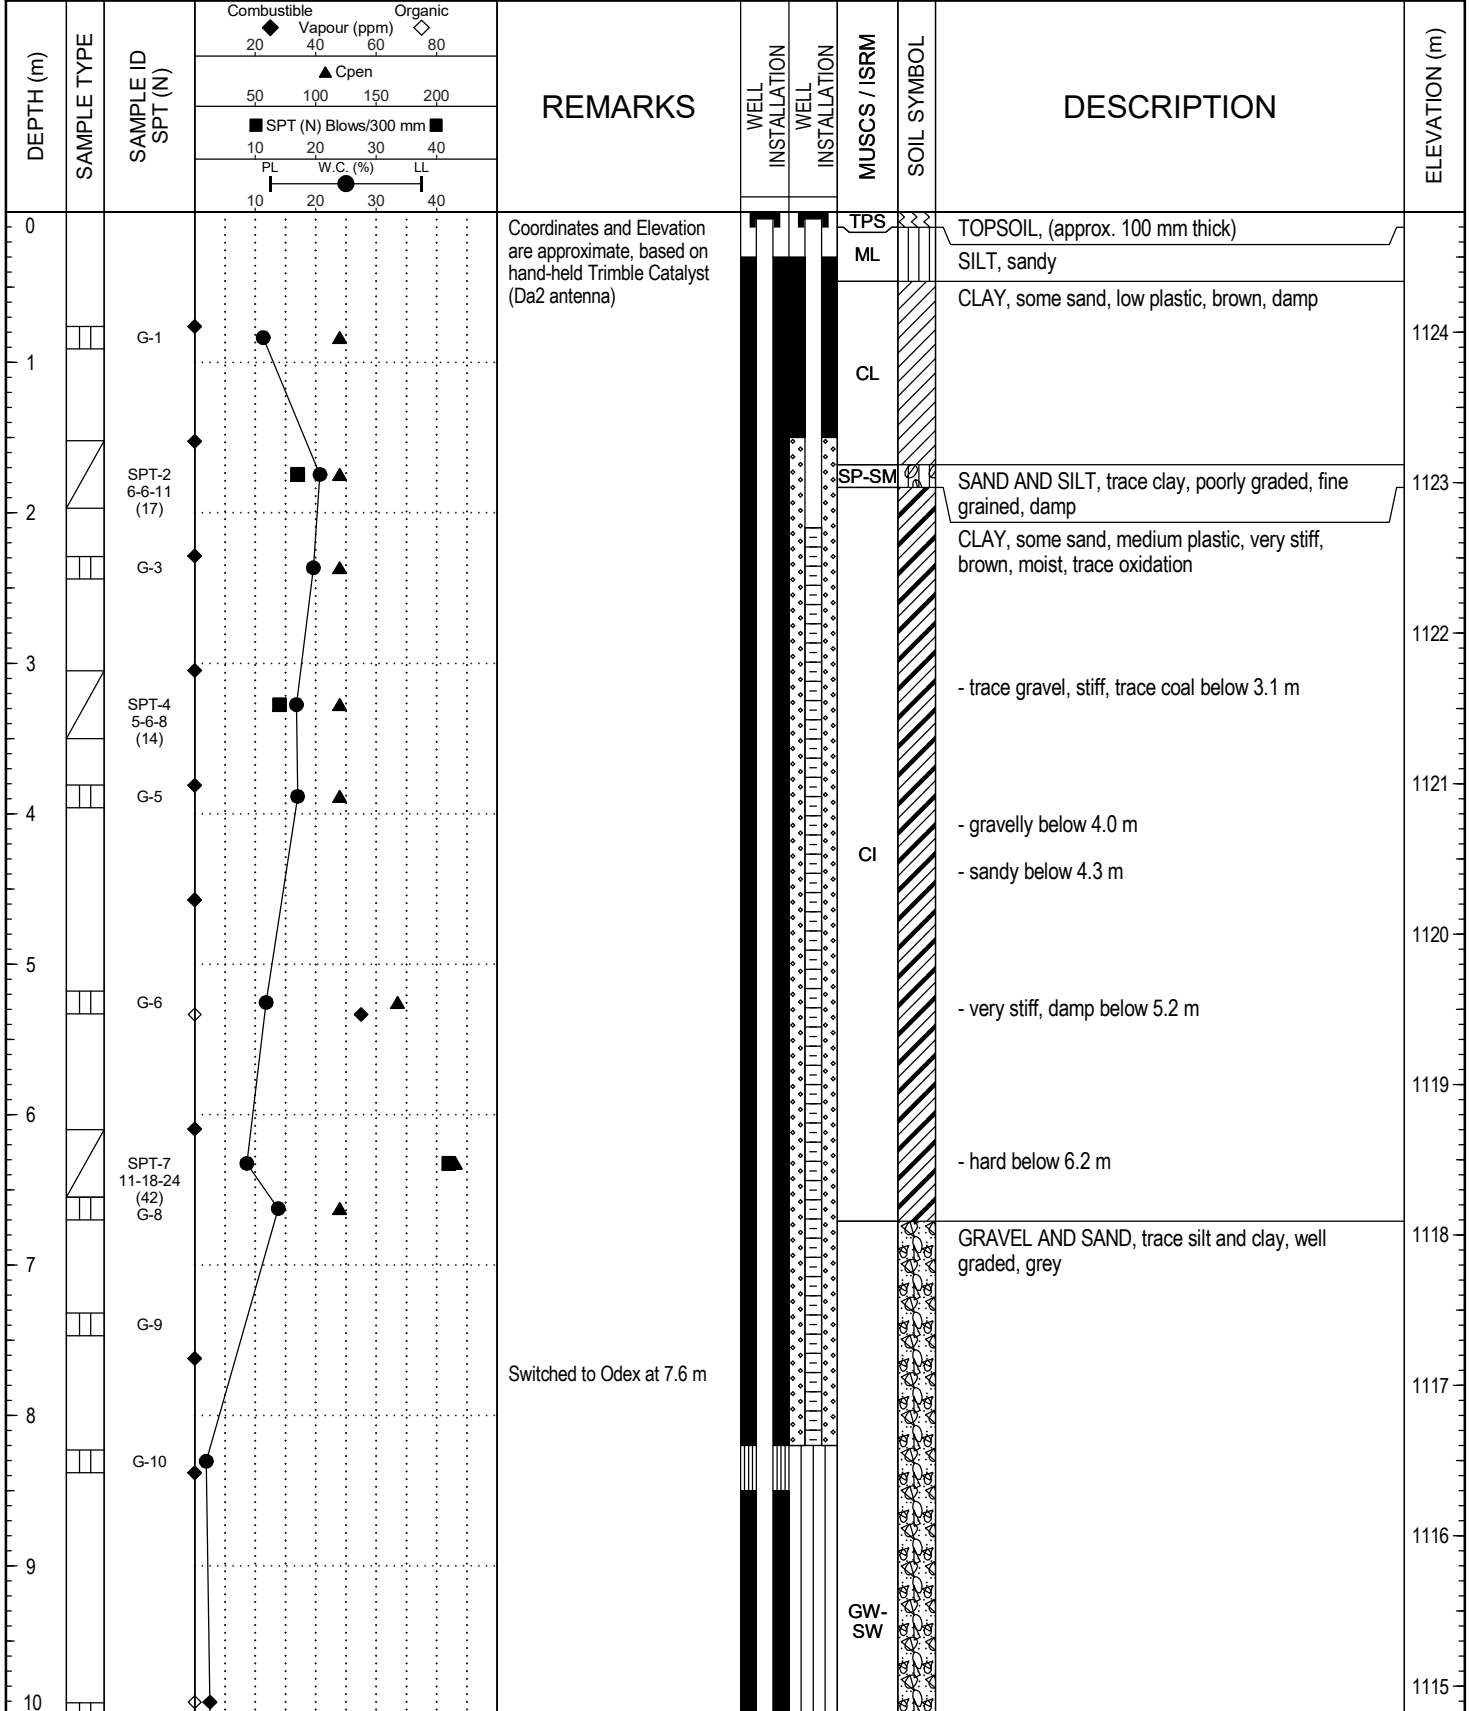 DEPTH (m)
SAMPLE TYPE
SAMPLE ID
SPT (N)
Combustible Organic
Vapour (ppm)
20 40 60 80
Cpen
50 100 150 200
SPT (N) Blows/300 mm
10 20 30 40
PL W.C. (%) LL
10 20 30 40
REMARKS
WELL
INSTALLATION
WELL
INSTALLATION
MUSCS / ISRM
SOIL SYMBOL
DESCRIPTION
ELEVATION (m)
0
1
2
3
4
5
6
7
8
9
10
G-1
SPT-2
6-6-11
(17)
G-3
SPT-4
5-6-8
(14)
G-5
G-6
SPT-7
11-18-24
(42)
G-8
G-9
G-10
Coordinates and Elevation
are approximate, based on
hand-held Trimble Catalyst
(Da2 antenna)
Switched to Odex at 7.6 m
TPS
ML
CL
SP-SM
CI
GW-
SW
TOPSOIL, (approx. 100 mm thick)
SILT, sandy
CLAY, some sand, low plastic, brown, damp
SAND AND SILT, trace clay, poorly graded, fine
grained, damp
CLAY, some sand, medium plastic, very stiff,
brown, moist, trace oxidation
- trace gravel, stiff, trace coal below 3.1 m
- gravelly below 4.0 m
- sandy below 4.3 m
- very stiff, damp below 5.2 m
- hard below 6.2 m
GRAVEL AND SAND, trace silt and clay, well
graded, grey
1124
1123
1122
1121
1120
1119
1118
1117
1116
1115